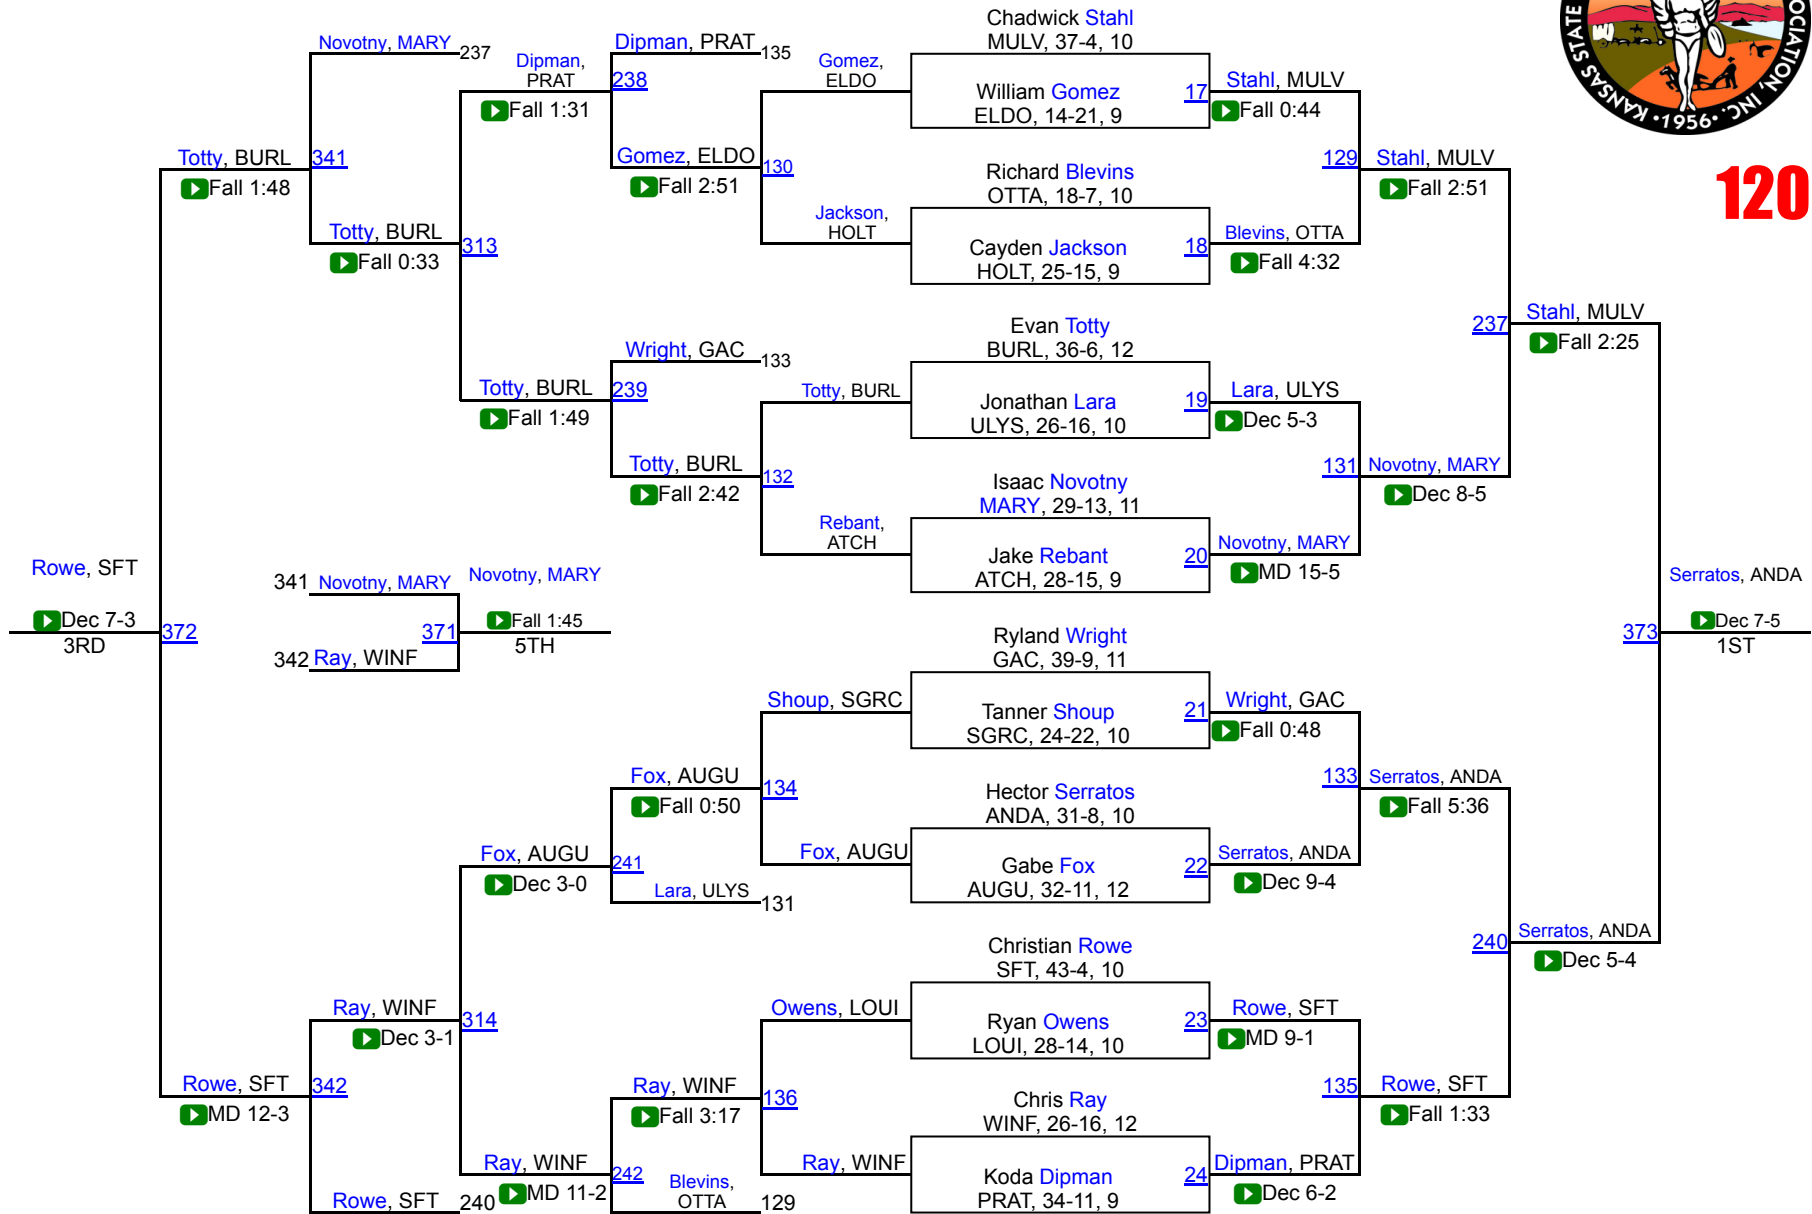 Novotny, MARY
237
Totty, BURL
Fall 1:48
341
Totty, BURL
Fall 0:33
Dipman,
PRAT
Fall 1:31
313
Totty, BURL
Fall 1:49
Dipman, PRAT
135
238
Gomez, ELDO
Fall 2:51
130
Wright, GAC
133
239
Totty, BURL
Fall 2:42
132
Gomez,
ELDO
Jackson,
HOLT
Totty, BURL
Rebant,
ATCH
Chadwick Stahl
MULV, 37-4, 10
William Gomez
ELDO, 14-21, 9
17
Richard Blevins
OTTA, 18-7, 10
Cayden Jackson
HOLT, 25-15, 9
18
Evan Totty
BURL, 36-6, 12
Jonathan Lara
ULYS, 26-16, 10
19
Isaac Novotny
MARY, 29-13, 11
Jake Rebant
ATCH, 28-15, 9
20
Stahl, MULV
Fall 0:44
Blevins, OTTA
Fall 4:32
129
Stahl, MULV
Fall 2:51
Lara, ULYS
Dec 5-3
Novotny, MARY
MD 15-5
131
Novotny, MARY
Dec 8-5
237
Stahl, MULV
Fall 2:25
KANSAS STATE
OCIATION, INC.
•1956•
120
Rowe, SFT
Dec 7-3
3RD
372
341
Novotny, MARY
342
Ray, WINF
371
Novotny, MARY
Fall 1:45
5TH
373
Serratos, ANDA
Dec 7-5
1ST
Ryland Wright
GAC, 39-9, 11
Tanner Shoup
SGRC, 24-22, 10
21
Hector Serratos
ANDA, 31-8, 10
Gabe Fox
AUGU, 32-11, 12
22
Christian Rowe
SFT, 43-4, 10
Ryan Owens
LOUI, 28-14, 10
23
Chris Ray
WINF, 26-16, 12
Koda Dipman
PRAT, 34-11, 9
24
Shoup, SGRC
Fox, AUGU
134
Fox, AUGU
Fall 0:50
241
Lara, ULYS
131
Fox, AUGU
Dec 3-0
Owens, LOUI
Ray, WINF
136
Ray, WINF
Fall 3:17
242
Blevins,
OTTA
129
Ray, WINF
MD 11-2
314
Ray, WINF
Dec 3-1
342
Rowe, SFT
240
Rowe, SFT
MD 12-3
Wright, GAC
Fall 0:48
Serratos, ANDA
Dec 9-4
133
Serratos, ANDA
Fall 5:36
Rowe, SFT
MD 9-1
Dipman, PRAT
Dec 6-2
135
Rowe, SFT
Fall 1:33
240
Serratos, ANDA
Dec 5-4